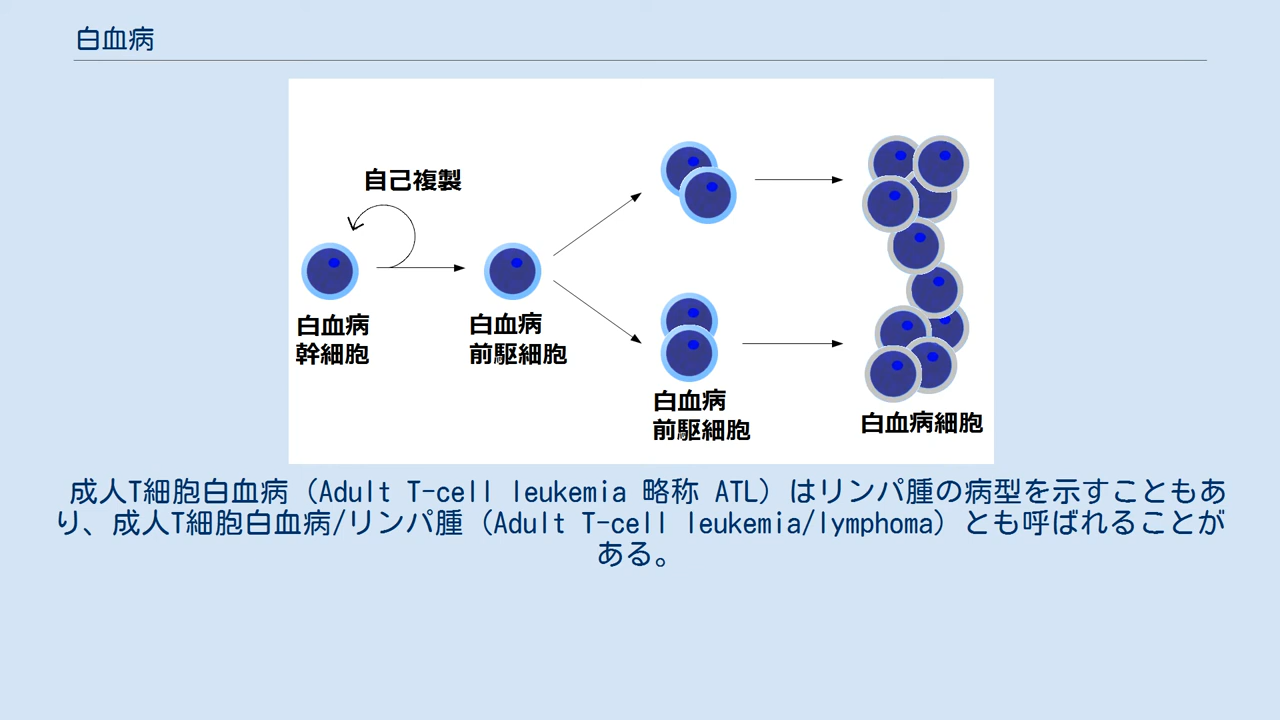 白血病
自己複製
白血病
幹細胞
白血病
前駆細胞
白血病
前駆細胞
白血病細胞
成人T細胞白血病（Adult T-cell leukemia 略称 ATL）はリンパ腫の病型を示すこともあ
り、成人T細胞白血病/リンパ腫（Adult T-cell leukemia/lymphoma）とも呼ばれることが
ある。